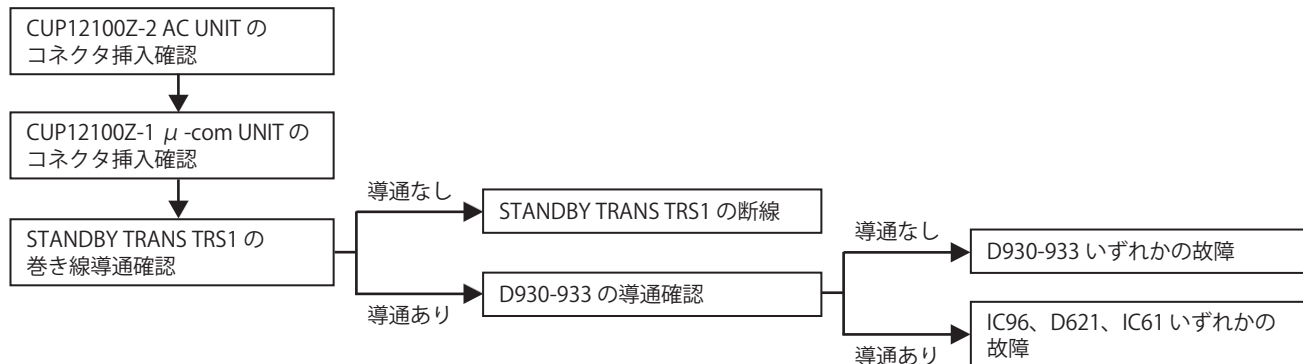 CUP12100Z-2 AC UNIT の
コネクタ挿入確認
CUP12100Z-1 μ -com UNIT の
コネクタ挿入確認
STANDBY TRANS TRS1 の
巻き線導通確認
導通なし
STANDBY TRANS TRS1 の断線
導通あり
D930-933 の導通確認
導通なし
D930-933 いずれかの故障
導通あり
IC96、D621、IC61 いずれかの
故障